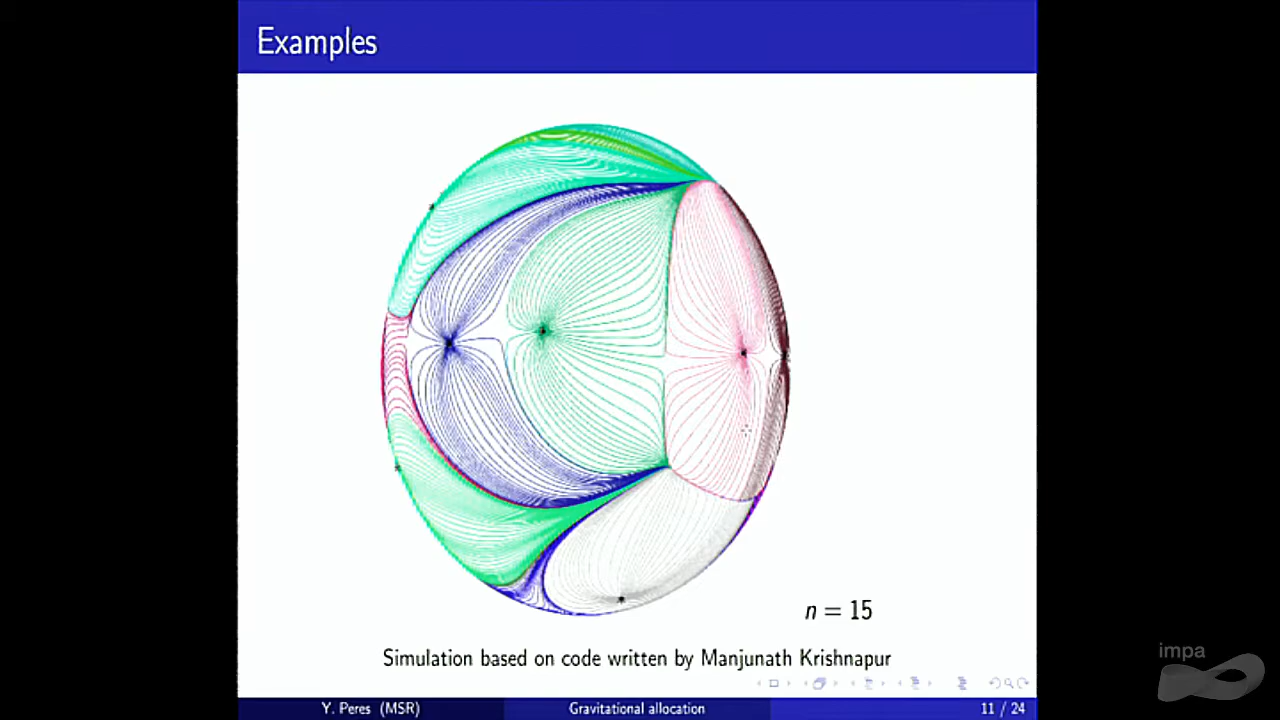 Examples
n = 15
Simulation based on code written by Manjunath Krishnapur
impa
Y. Peres (MSR)
Gravitational allocation
11 / 24